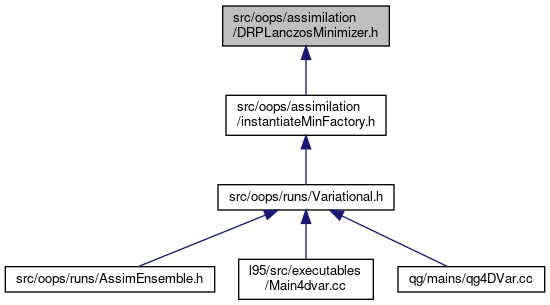 src/oops/assimilation
/DRPLanczosMinimizer.h
src/oops/assimilation
/instantiateMinFactory.h
src/oops/runs/Variational.h
src/oops/runs/AssimEnsemble.h
l95/src/executables
/Main4dvar.cc
qg/mains/qg4DVar.cc